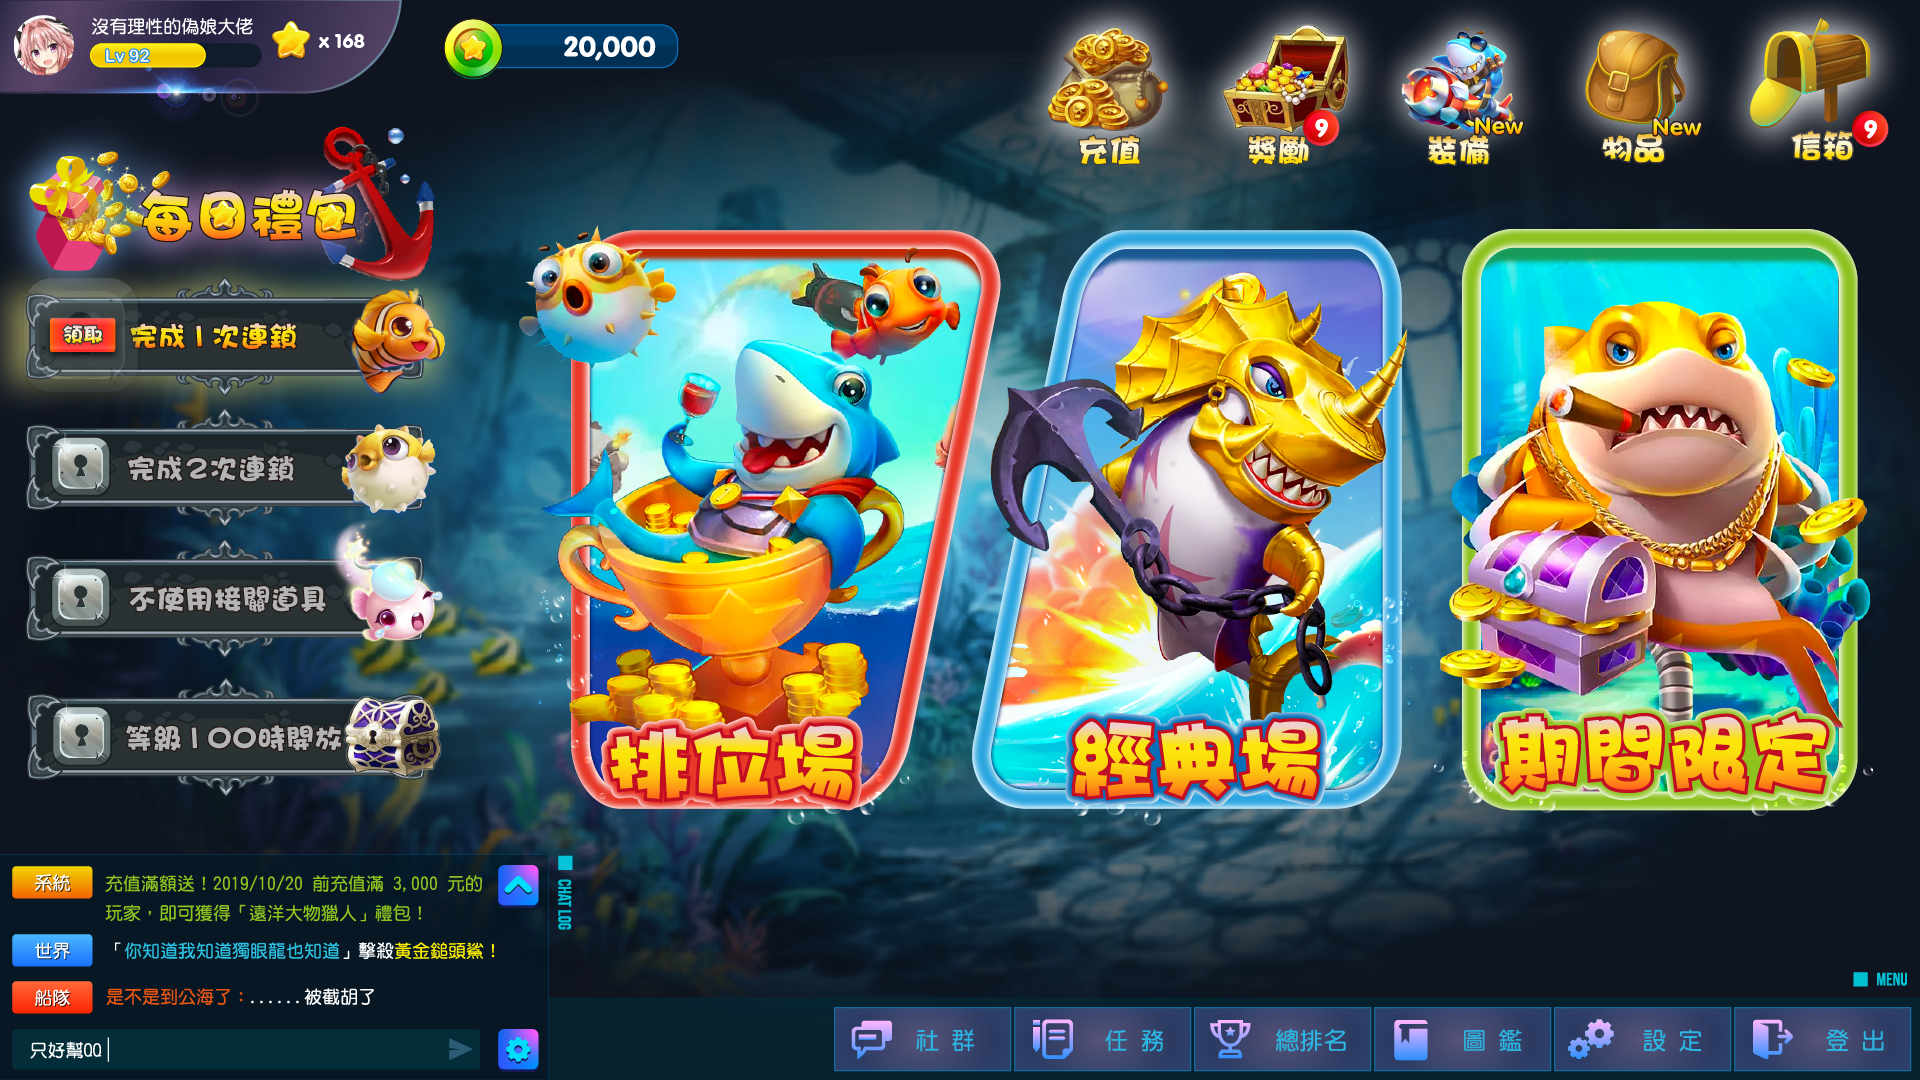 沒有理性的偽娘大佬
Lv 92
x 168
20,000
充值
獎勵
9
裝備
New
物品
New
信箱
9
每日禮包
領取
完成1次連鎖
完成2次連鎖
不使用接關道具
等級100時開放
排位場
經典場
期間限定
系統
充值滿額送！2019/10/20 前充值滿 3,000 元的
玩家，即可獲得「遠洋大物獵人」禮包！
世界
「你知道我知道獨眼龍也知道」擊殺黃金鎚頭鯊！
船隊
是不是到公海了：......被截胡了
只好幫QQ
CHAT LOG
MENU
社群
任務
總排名
圖鑑
設定
登出